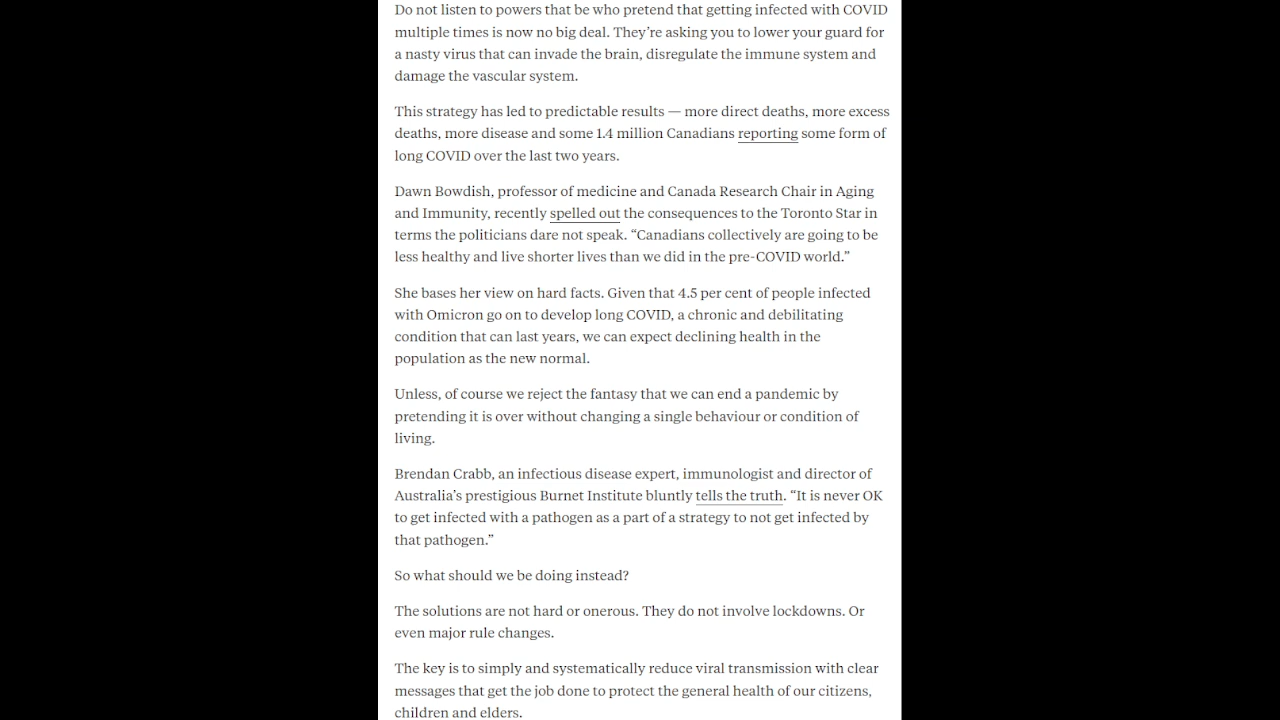 Do not listen to powers that be who pretend that getting infected with COVID
multiple times is now no big deal. They’re asking you to lower your guard for
a nasty virus that can invade the brain, disregulate the immune system and
damage the vascular system.
This strategy has led to predictable results — more direct deaths, more excess
deaths, more disease and some 1.4 million Canadians reporting some form of
long COVID over the last two years.
Dawn Bowdish, professor of medicine and Canada Research Chair in Aging
and Immunity, recently spelled out the consequences to the Toronto Star in
terms the politicians dare not speak. “Canadians collectively are going to be
less healthy and live shorter lives than we did in the pre-COVID world.”
She bases her view on hard facts. Given that 4.5 per cent of people infected
with Omicron go on to develop long COVID, a chronic and debilitating
condition that can last years, we can expect declining health in the
population as the new normal.
Unless, of course we reject the fantasy that we can end a pandemic by
pretending it is over without changing a single behaviour or condition of
living.
Brendan Crabb, an infectious disease expert, immunologist and director of
Australia’s prestigious Burnet Institute bluntly tells the truth. “It is never OK
to get infected with a pathogen as a part of a strategy to not get infected by
that pathogen.”
So what should we be doing instead?
The solutions are not hard or onerous. They do not involve lockdowns. Or
even major rule changes.
The key is to simply and systematically reduce viral transmission with clear
messages that get the job done to protect the general health of our citizens,
children and elders.